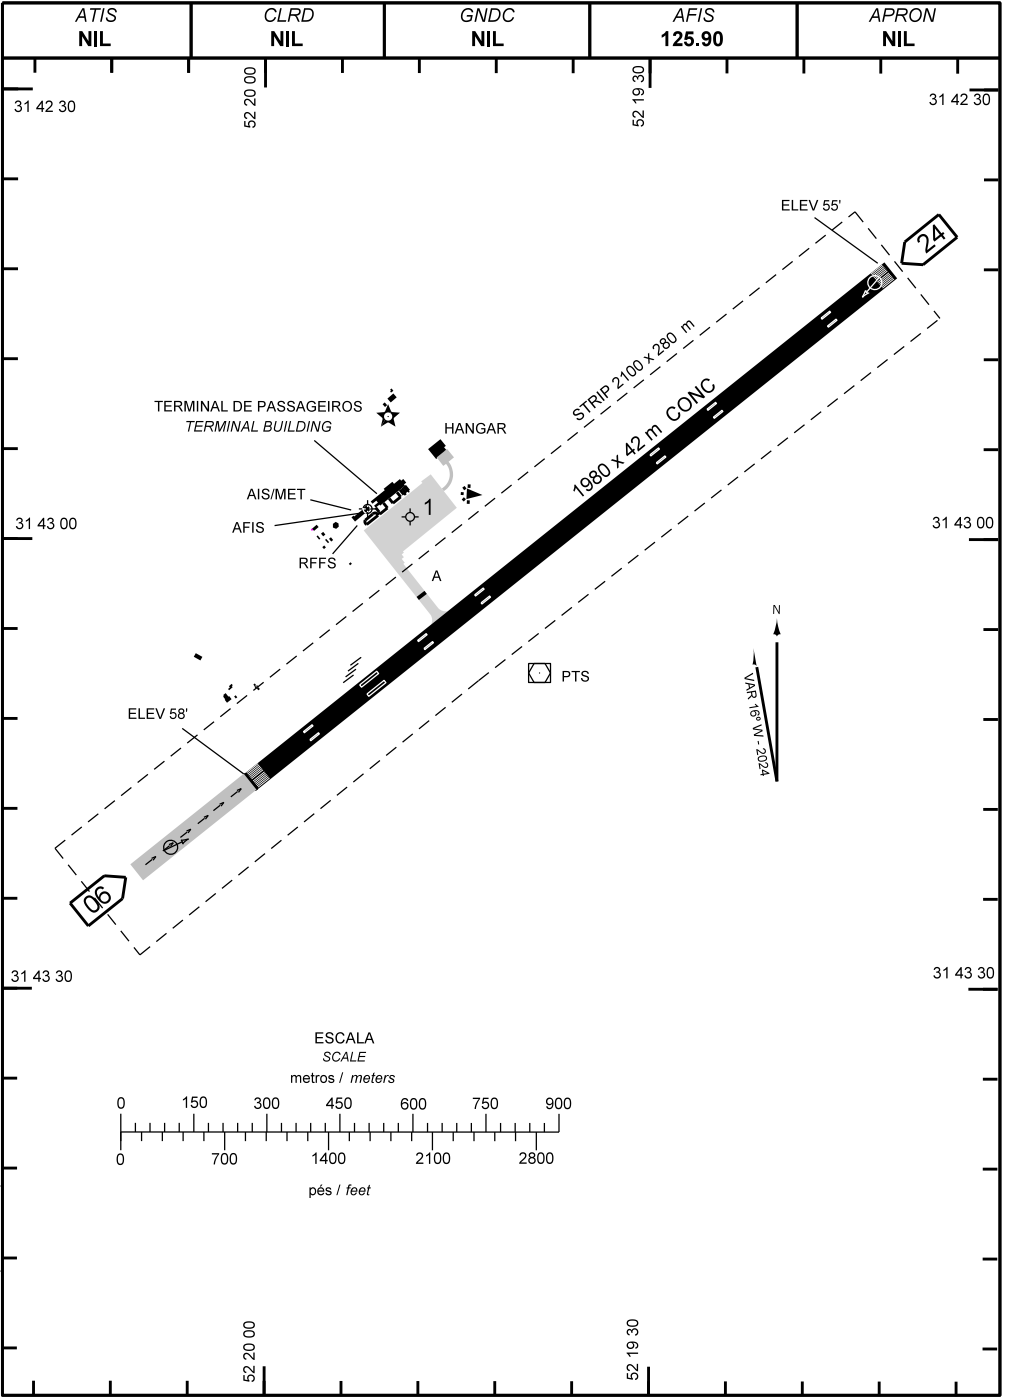 ATIS
NIL
CLRD
NIL
GNDC
NIL
AFIS
125.90
APRON
NIL
52 20 00
52 19 30
31 42 30
31 42 30
ELEV 55'
24
STRIP 2100 x 280 m
1980 x 42 m CONC
TERMINAL DE PASSAGEIROS
TERMINAL BUILDING
HANGAR
AIS/MET
AFIS
RFFS
1
A
31 43 00
31 43 00
N
VAR 16º W - 2024
PTS
ELEV 58'
06
31 43 30
31 43 30
ESCALA
SCALE
metros / meters
0 150 300 450 600 750 900
0 700 1400 2100 2800
pés / feet
52 20 00
52 19 30